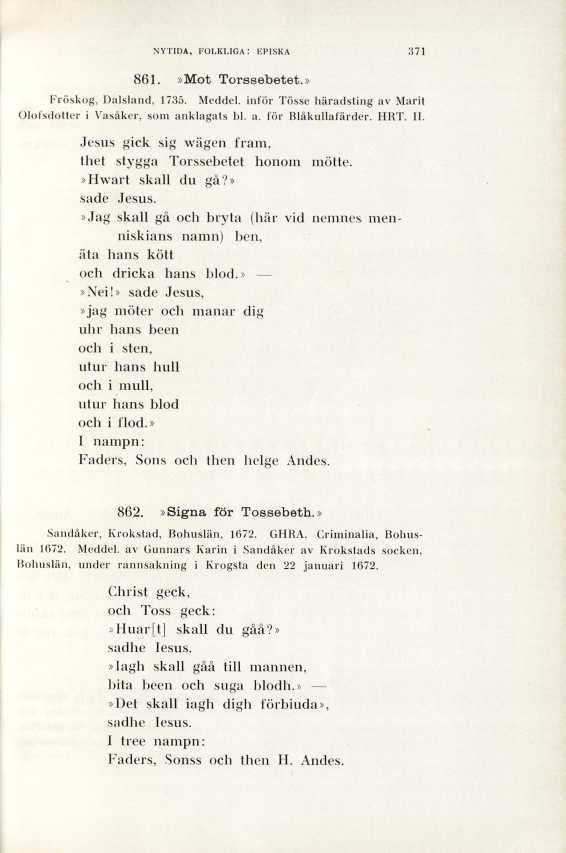 NYTIDA, FOLKLIGA: EPISKA 371
861. »Mot Torssebetet.»
Fröskog, Dalsland, 1735. Meddel. inför Tösse häradsting av Marit
Olofsdotter i Vasåker, som anklagats bl. a. för Blåkullafärder. HRT. II.
Jesus gick sig wägen fram,
thet stygga Torssebetet honom mötte.
»Hwart skall du gå?»
sade Jesus.
»Jag skall gå och bryta (här vid nemnes men-
niskians namn) ben,
äta hans kött
och dricka hans blod.» —
»Nei!» sade Jesus,
»jag möter och manar dig
uhr hans been
och i sten,
utur hans hull
och i mull,
utur hans blod
och i flod.»
I nampn:
Faders, Sons och then helge Andes.
862. »Signa för Tossebeth.»
Sandåker, Krokstad, Bohuslän, 1672. GHRA. Criminalia, Bohus-
län 1672. Meddel. av Gunnars Karin i Sandåker av Krokstads socken,
Bohuslän, under rannsakning i Krogsta den 22 januari 1672.
Christ geck,
och Toss geck:
»Huar[t] skall du gåå?»
sadhe Iesus.
»Iagh skall gåå till mannen,
bita been och suga blodh.» —
»Det skall iagh digh förbiuda»,
sadhe Iesus.
I tree nampn:
Faders, Sonss och then H. Andes.